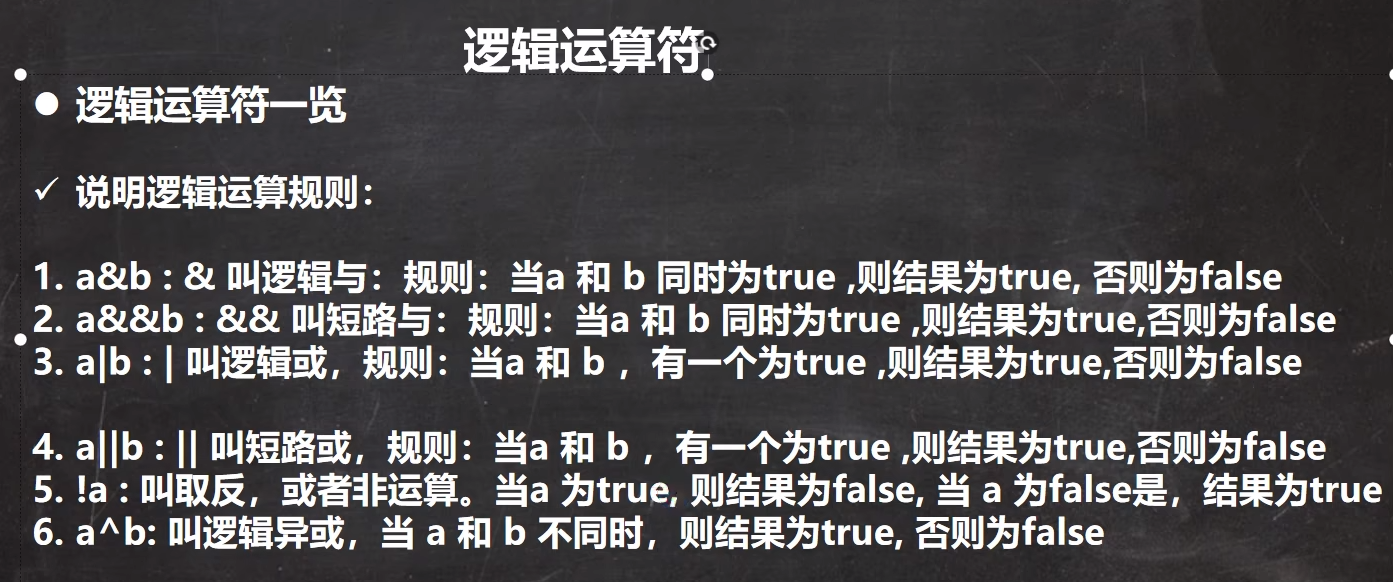 逻辑运算符
● 逻辑运算符一览
✓ 说明逻辑运算规则：
1. a&b : & 叫逻辑与：规则：当a 和 b 同时为true ,则结果为true, 否则为false
2. a&&b : && 叫短路与：规则：当a 和 b 同时为true ,则结果为true,否则为false
3. a|b : | 叫逻辑或，规则：当a 和 b ，有一个为true ,则结果为true,否则为false
4. a||b : || 叫短路或，规则：当a 和 b ，有一个为true ,则结果为true,否则为false
5. !a : 叫取反，或者非运算。当a 为true, 则结果为false, 当 a 为false是，结果为true
6. a^b: 叫逻辑异或，当 a 和 b 不同时，则结果为true, 否则为false